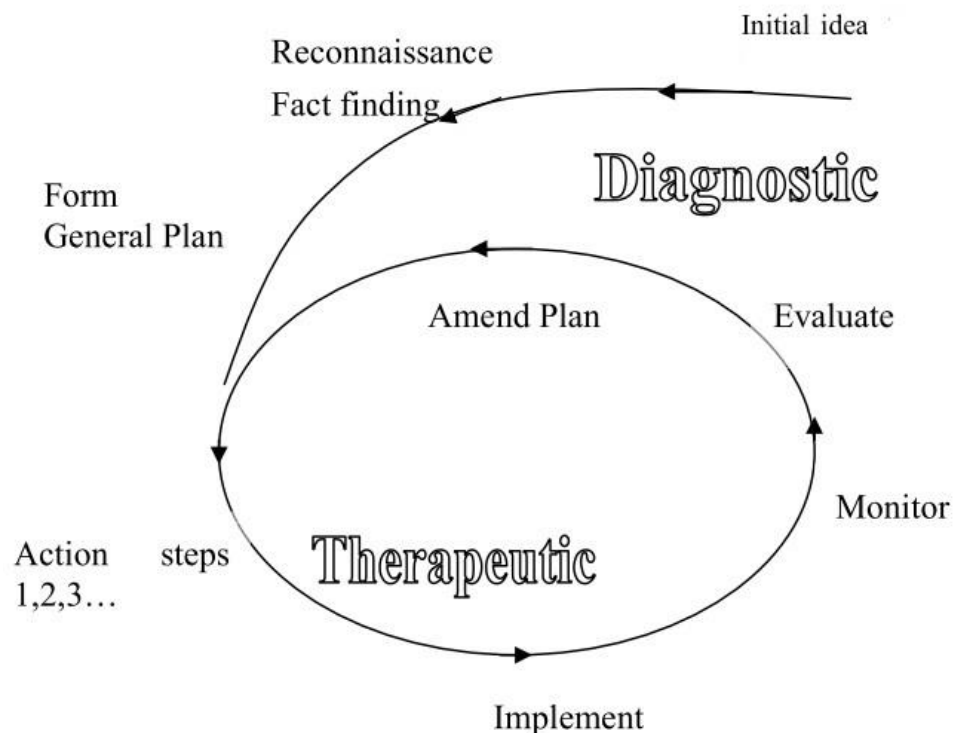 Initial idea
Reconnaissance
Fact finding
Diagnostic
Form
General Plan
Amend Plan
Evaluate
Monitor
Action steps
1,2,3…
Therapeutic
Implement